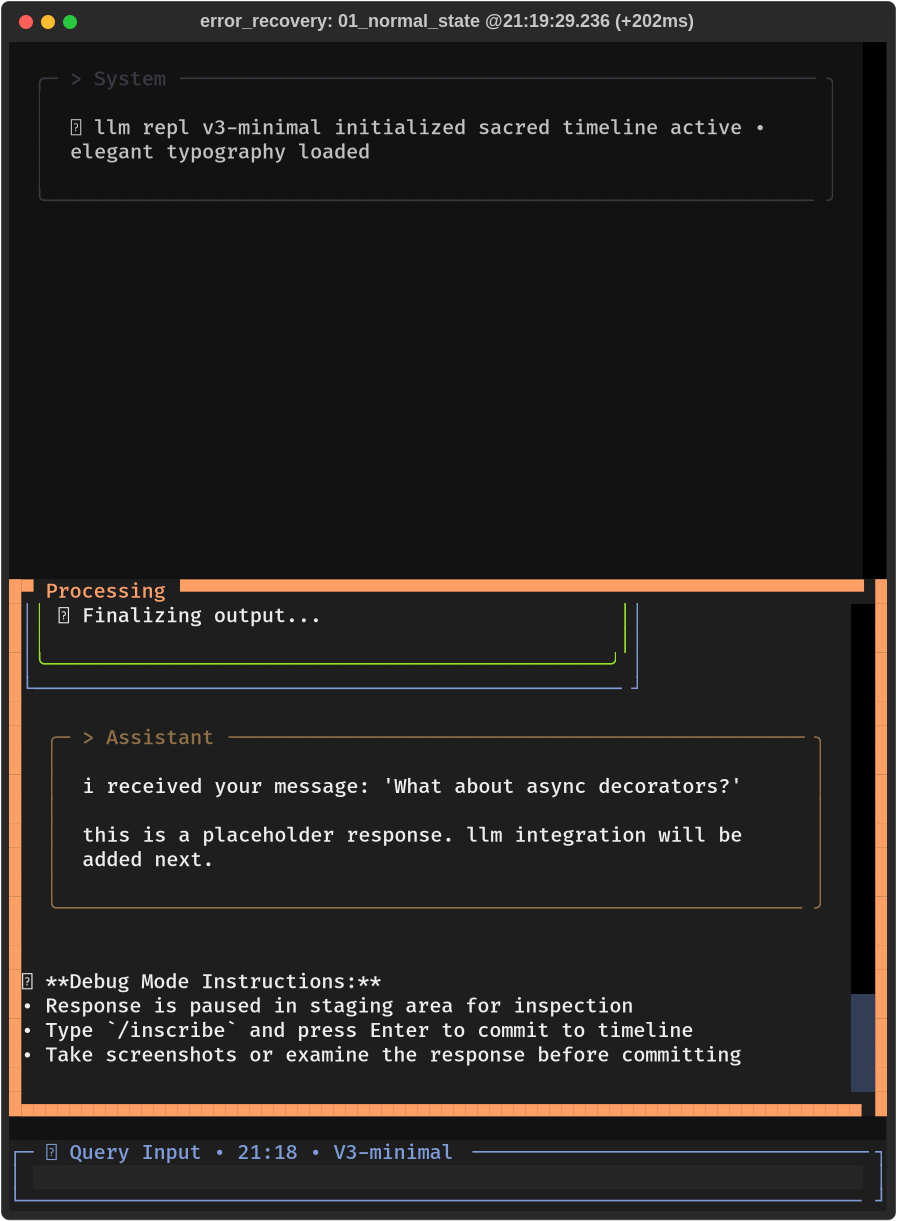 error_recovery: 01_normal_state @21:19:29.236 (+202ms)
> System
llm repl v3-minimal initialized sacred timeline active •
elegant typography loaded
Processing
Finalizing output...
> Assistant
i received your message: 'What about async decorators?'
this is a placeholder response. llm integration will be
added next.
**Debug Mode Instructions:**
• Response is paused in staging area for inspection
• Type `/inscribe` and press Enter to commit to timeline
• Take screenshots or examine the response before committing
Query Input • 21:18 • V3-minimal